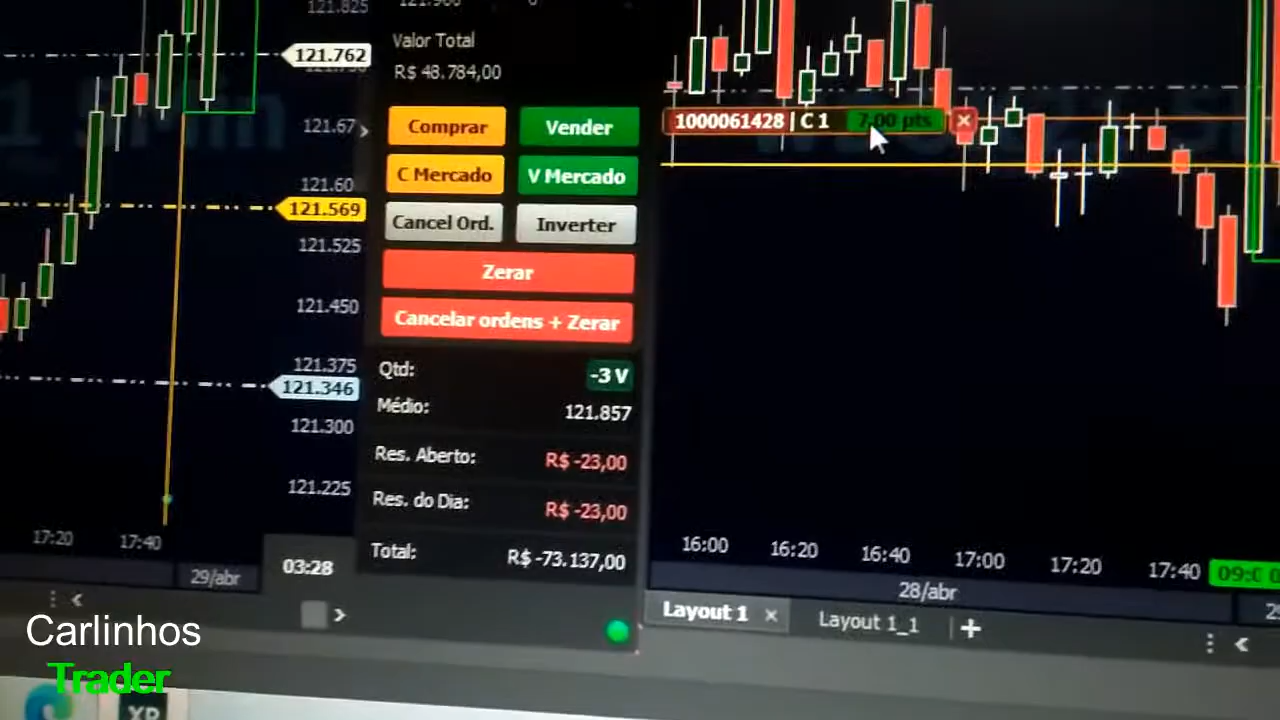 121.825
121.762
121.67
121.60
121.569
121.525
121.450
121.375
121.346
121.300
121.225
17:20
17:40
29/abr
03:28
Valor Total
R$ 48.784,00
Comprar
Vender
C Mercado
V Mercado
Cancel Ord.
Inverter
Zerar
Cancelar ordens + Zerar
Qtd:
-3 V
Médio:
121.857
Res. Aberto:
R$ -23,00
Res. do Dia:
R$ -23,00
Total:
R$ -73.137,00
1000061428 | C 1
7,00 pts
16:00
16:20
16:40
17:00
17:20
17:40
28/abr
Layout 1
Layout 1_1
Carlinhos
Trader
XP